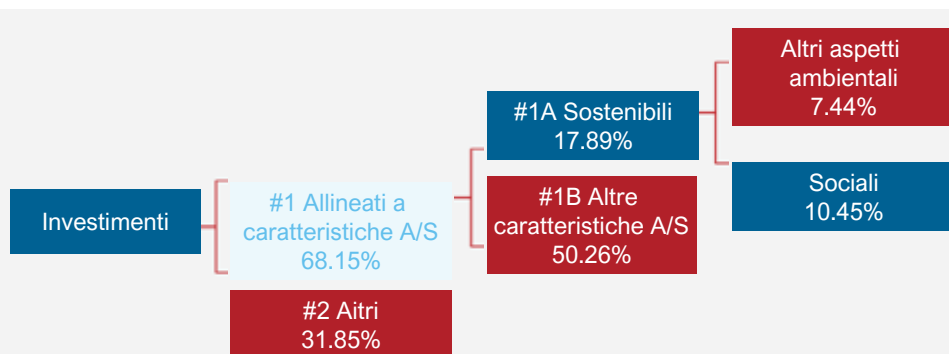 Investimenti
#1 Allineati a
caratteristiche A/S
68.15%
#2 Aitri
31.85%
#1A Sostenibili
17.89%
#1B Altre
caratteristiche A/S
50.26%
Altri aspetti
ambientali
7.44%
Sociali
10.45%